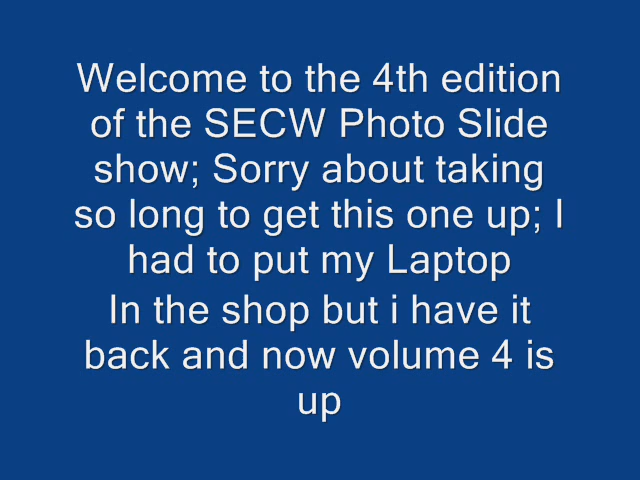 Welcome to the 4th edition
of the SECW Photo Slide
show; Sorry about taking
so long to get this one up; I
had to put my Laptop
In the shop but i have it
back and now volume 4 is
up